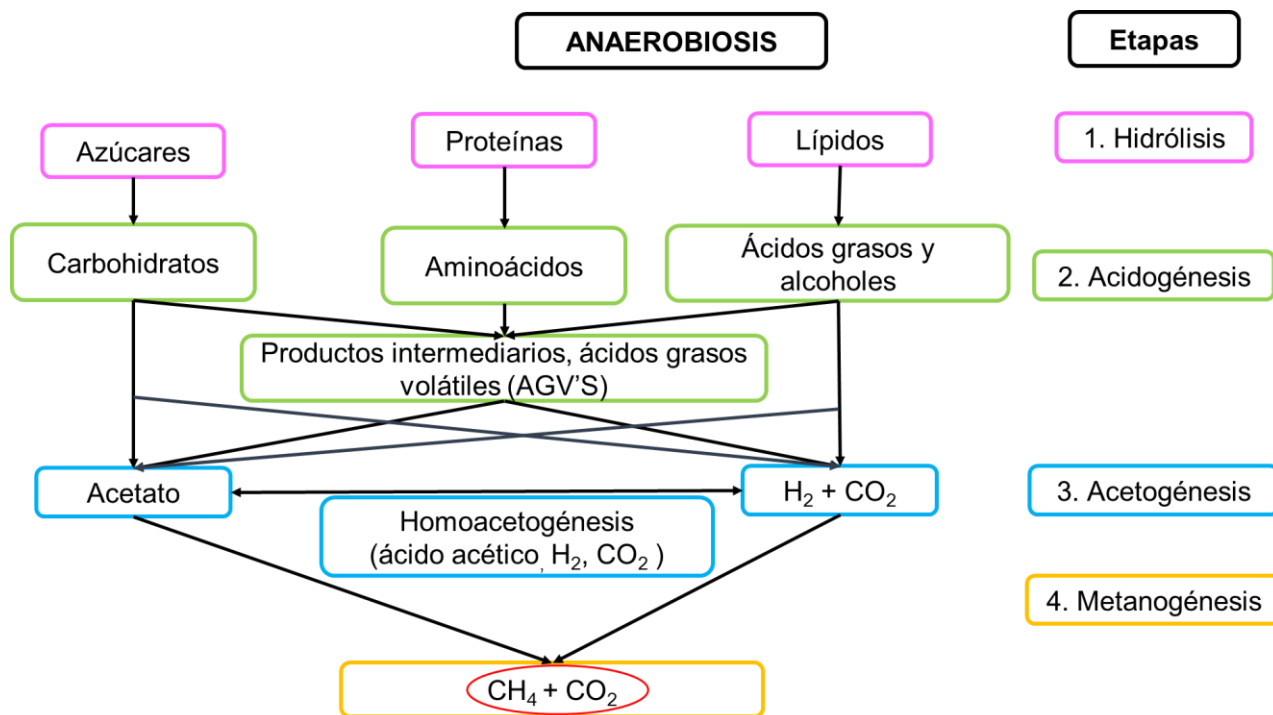 ANAEROBIOSIS
Etapas
Azúcares
Proteínas
Lípidos
1. Hidrólisis
Carbohidratos
Aminoácidos
Ácidos grasos y
alcoholes
2. Acidogénesis
Productos intermediarios, ácidos grasos
volátiles (AGV'S)
Acetato
H₂ + CO₂
3. Acetogénesis
Homoacetogénesis
(ácido acético, H₂, CO₂ )
4. Metanogénesis
CH₄ + CO₂